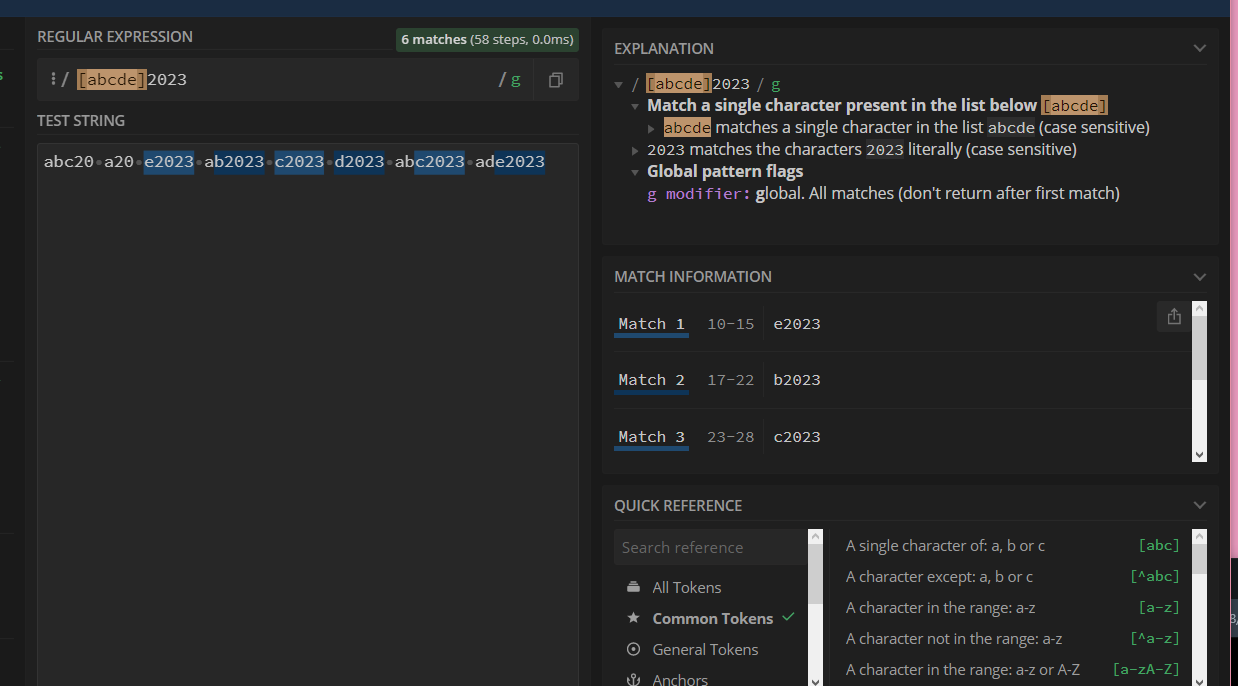 REGULAR EXPRESSION
6 matches (58 steps, 0.0ms)
/ [abcde]2023 / g
TEST STRING
abc20·a20·e2023·ab2023·c2023·d2023·abc2023·ade2023
EXPLANATION
/ [abcde]2023 / g
Match a single character present in the list below [abcde]
abcde matches a single character in the list abcde (case sensitive)
2023 matches the characters 2023 literally (case sensitive)
Global pattern flags
g modifier: global. All matches (don't return after first match)
MATCH INFORMATION
Match 1 10-15 e2023
Match 2 17-22 b2023
Match 3 23-28 c2023
QUICK REFERENCE
Search reference
All Tokens
Common Tokens
General Tokens
Anchors
A single character of: a, b or c [abc]
A character except: a, b or c [^abc]
A character in the range: a-z [a-z]
A character not in the range: a-z [^a-z]
A character in the range: a-z or A-Z [a-zA-Z]